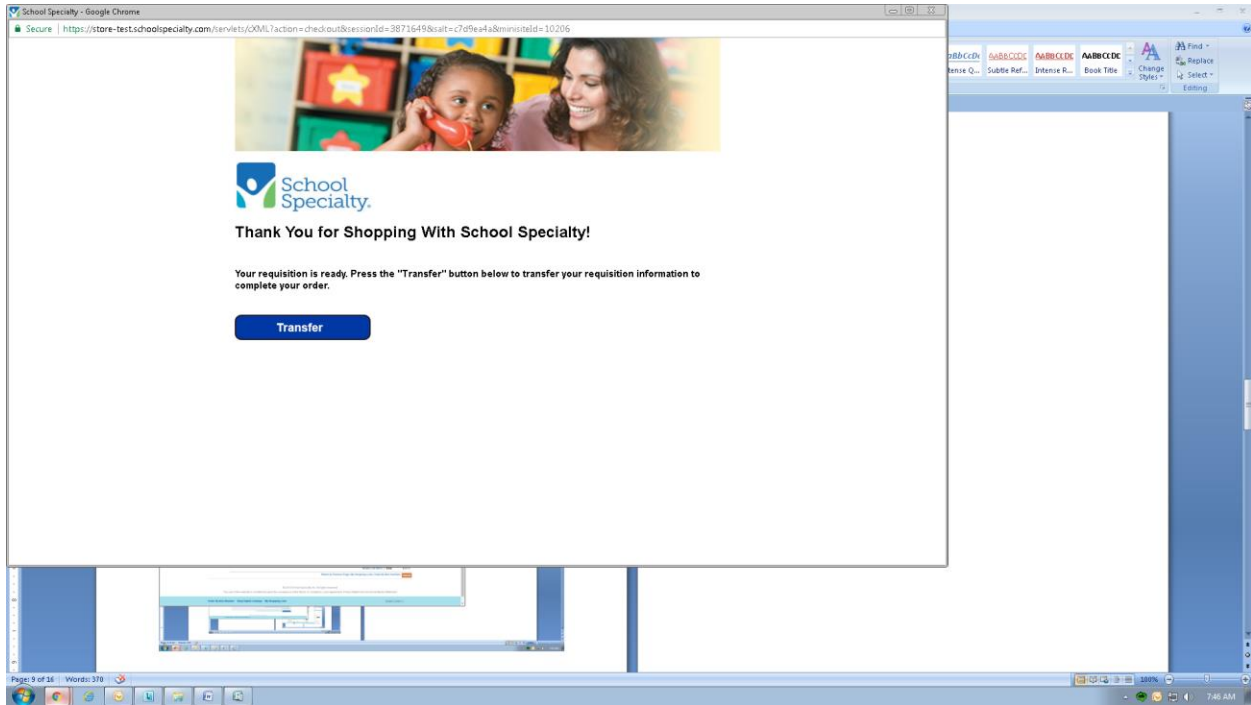 School Specialty - Google Chrome
Secure | https://store-test.schoolspecialty.com/servlets/cXML?action=checkout&sessionId=3871649&salt=c7d9ea4a&minisiteId=10206
School
Specialty.
Thank You for Shopping With School Specialty!
Your requisition is ready. Press the "Transfer" button below to transfer your requisition information to
complete your order.
Transfer
AaBbCcDc AaBbCcDc AaBbCcDc
Subtle Ref... Intense R... Book Title
Change
Styles
Find
Replace
Select
Editing
Page: 9 of 16 Words: 370
100%
7:46 AM